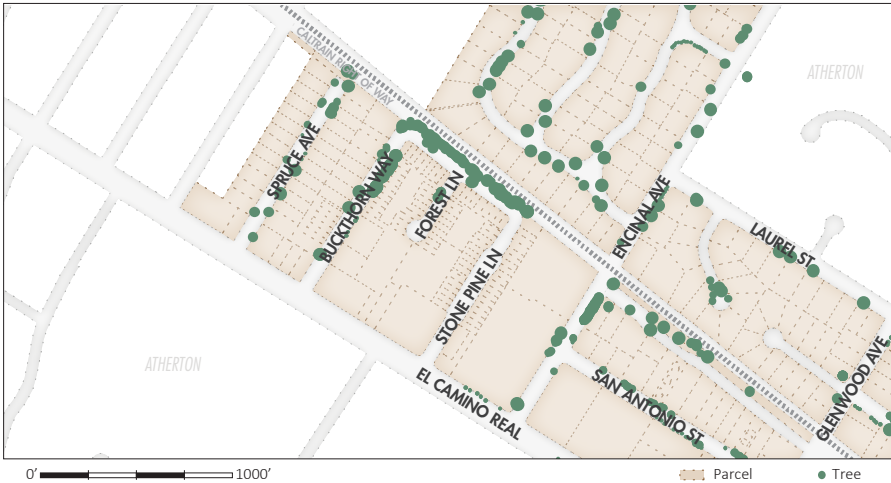 CALTRAIN RIGHT OF WAY
ATHERTON
SPRUCE AVE
BUCKTHORN WAY
FOREST LN
ENCINAL AVE
LAUREL ST
STONE PINE LN
ATHERTON
EL CAMINO REAL
SAN ANTONIO ST
GLENWOOD AVE
0' 1000'
Parcel
Tree